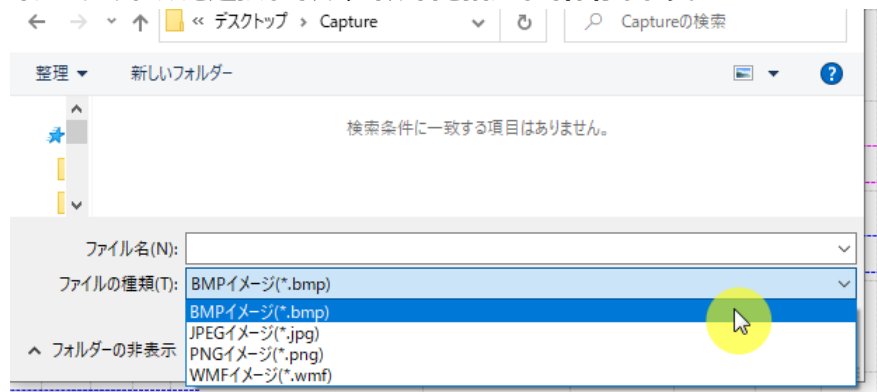 « デスクトップ › Capture
Captureの検索
整理
新しいフォルダー
検索条件に一致する項目はありません。
ファイル名(N):
ファイルの種類(T): BMPイメージ(*.bmp)
BMPイメージ(*.bmp)
JPEGイメージ(*.jpg)
PNGイメージ(*.png)
WMFイメージ(*.wmf)
フォルダーの非表示